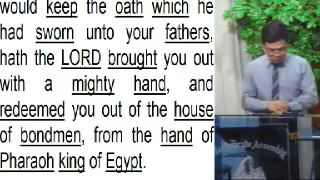 would keep the oath which he
had sworn unto your fathers,
hath the LORD brought you out
with a mighty hand, and
redeemed you out of the house
of bondmen, from the hand of
Pharaoh king of Egypt.